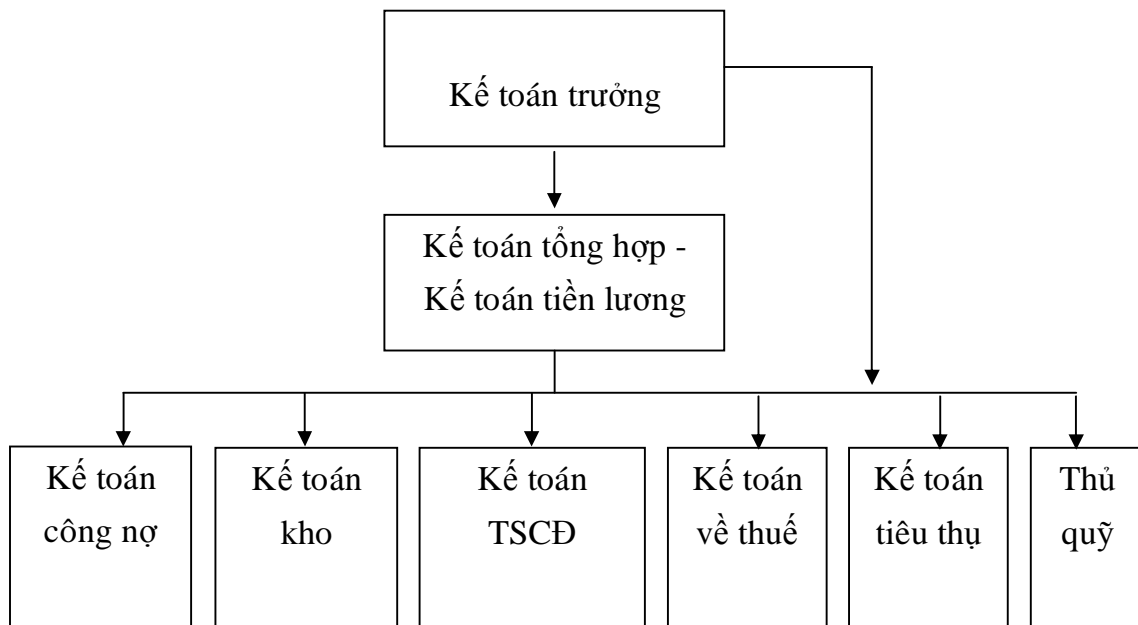 Kế toán trưởng
Kế toán tổng hợp -
Kế toán tiền lương
Kế toán
công nợ
Kế toán
kho
Kế toán
TSCĐ
Kế toán
về thuế
Kế toán
tiêu thụ
Thủ
quỹ